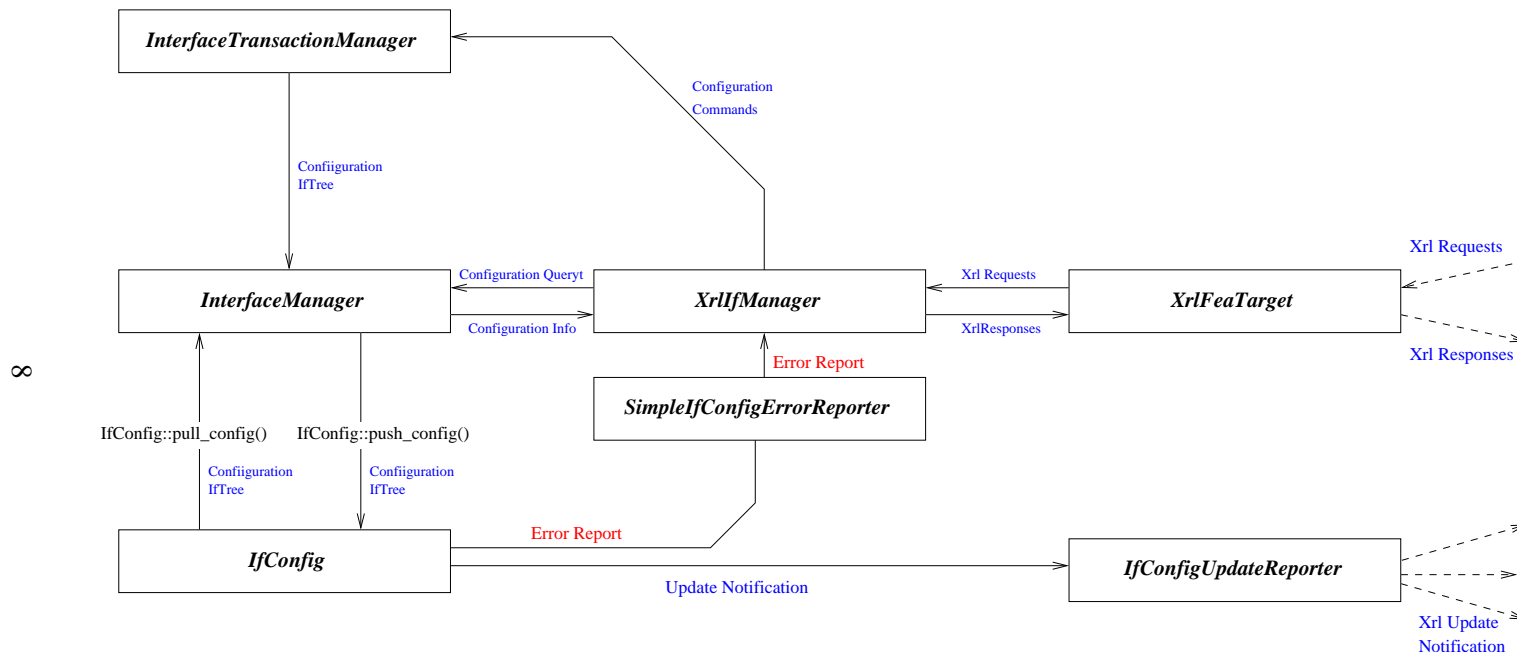 InterfaceTransactionManager
Configuration
Commands
Confiiguration
IfTree
Xrl Requests
Configuration Queryt
Xrl Requests
InterfaceManager
XrlIfManager
XrlFeaTarget
Configuration Info
XrlResponses
Xrl Responses
Error Report
8
SimpleIfConfigErrorReporter
IfConfig::pull_config()
IfConfig::push_config()
Confiiguration
IfTree
Confiiguration
IfTree
Error Report
IfConfig
IfConfigUpdateReporter
Update Notification
Xrl Update
Notification